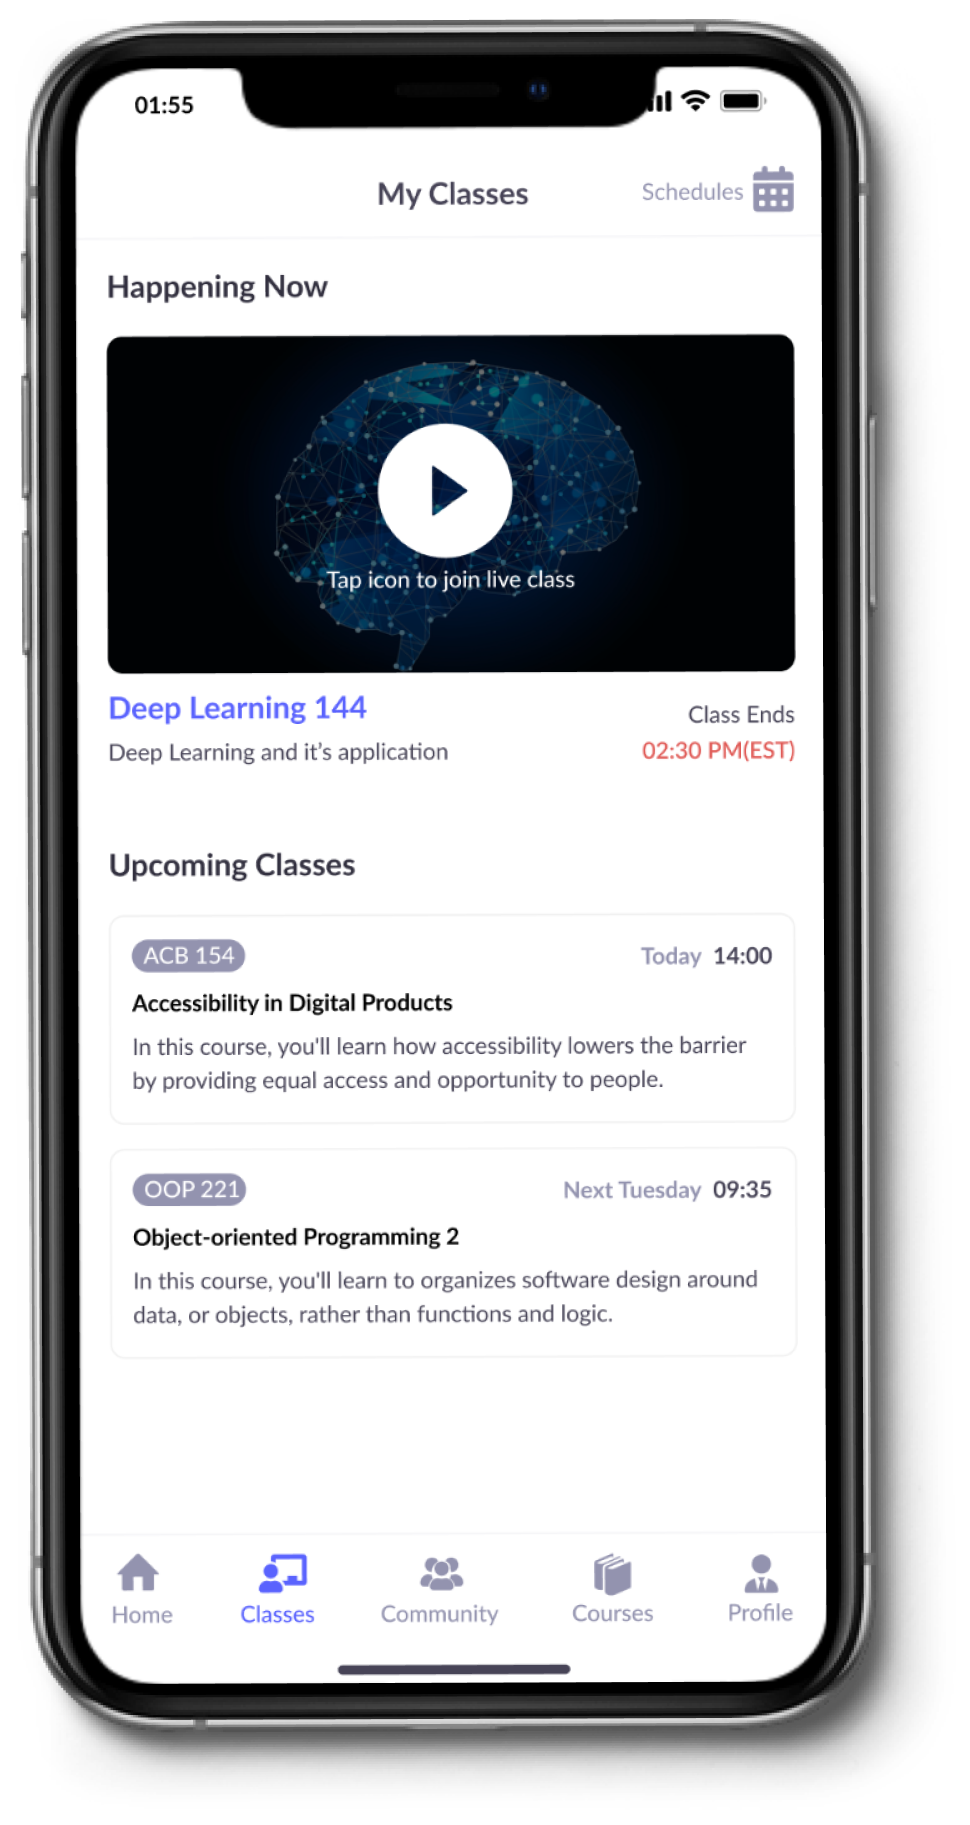 01:55
My Classes
Schedules
Happening Now
Tap icon to join live class
Deep Learning 144
Class Ends
Deep Learning and it’s application
02:30 PM(EST)
Upcoming Classes
ACB 154
Today 14:00
Accessibility in Digital Products
In this course, you'll learn how accessibility lowers the barrier
by providing equal access and opportunity to people.
OOP 221
Next Tuesday 09:35
Object-oriented Programming 2
In this course, you'll learn to organizes software design around
data, or objects, rather than functions and logic.
Home
Classes
Community
Courses
Profile